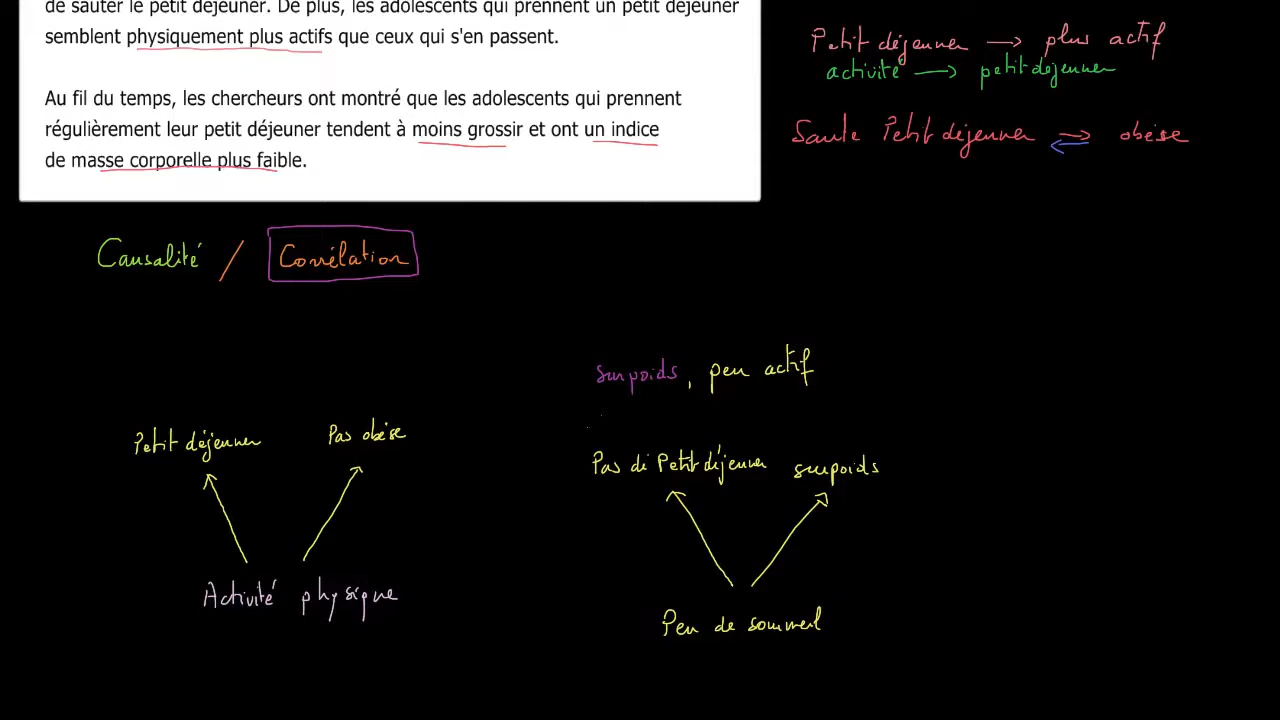 de sauter le petit déjeuner. De plus, les adolescents qui prennent un petit déjeuner
semblent physiquement plus actifs que ceux qui s'en passent.
Au fil du temps, les chercheurs ont montré que les adolescents qui prennent
régulièrement leur petit déjeuner tendent à moins grossir et ont un indice
de masse corporelle plus faible.
Petit déjeuner → plus actif
activité → petit déjeuner
Saute Petit déjeuner → obèse
←
Causalité / Corrélation
surpoids, peu actif
Petit déjeuner Pas obèse
Pas di Petit déjeuner surpoids
Activité physique
Peu de sommeil